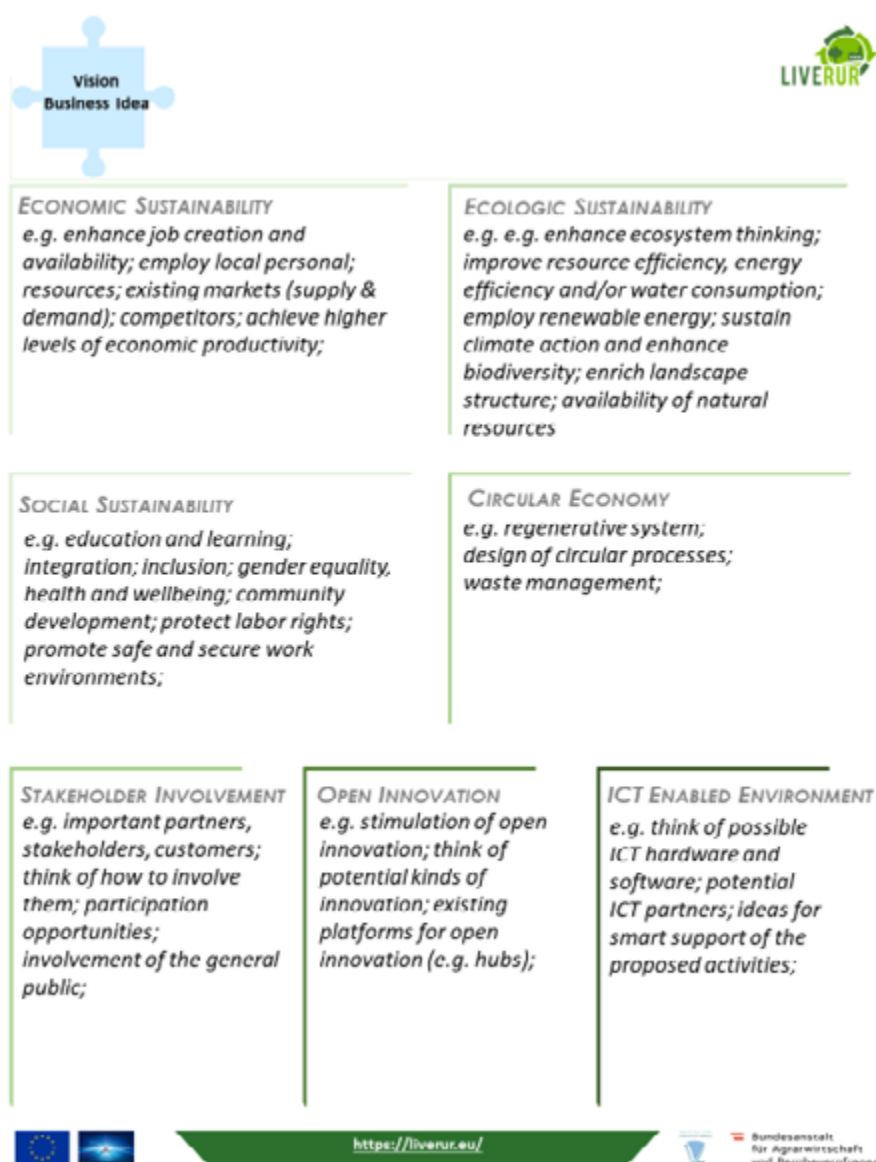 Vision
Business Idea
LIVERUR
ECONOMIC SUSTAINABILITY
e.g. enhance job creation and
availability; employ local personal;
resources; existing markets (supply &
demand); competitors; achieve higher
levels of economic productivity;
ECOLOGIC SUSTAINABILITY
e.g. e.g. enhance ecosystem thinking;
improve resource efficiency, energy
efficiency and/or water consumption;
employ renewable energy; sustain
climate action and enhance
biodiversity; enrich landscape
structure; availability of natural
resources
SOCIAL SUSTAINABILITY
e.g. education and learning;
integration; inclusion; gender equality,
health and wellbeing; community
development; protect labor rights;
promote safe and secure work
environments;
CIRCULAR ECONOMY
e.g. regenerative system;
design of circular processes;
waste management;
STAKEHOLDER INVOLVEMENT
e.g. important partners,
stakeholders, customers;
think of how to involve
them; participation
opportunities;
involvement of the general
public;
OPEN INNOVATION
e.g. stimulation of open
innovation; think of
potential kinds of
innovation; existing
platforms for open
innovation (e.g. hubs);
ICT ENABLED ENVIRONMENT
e.g. think of possible
ICT hardware and
software; potential
ICT partners; ideas for
smart support of the
proposed activities;
https://liverur.eu/
Bundesanstalt
für Agrarwirtschaft